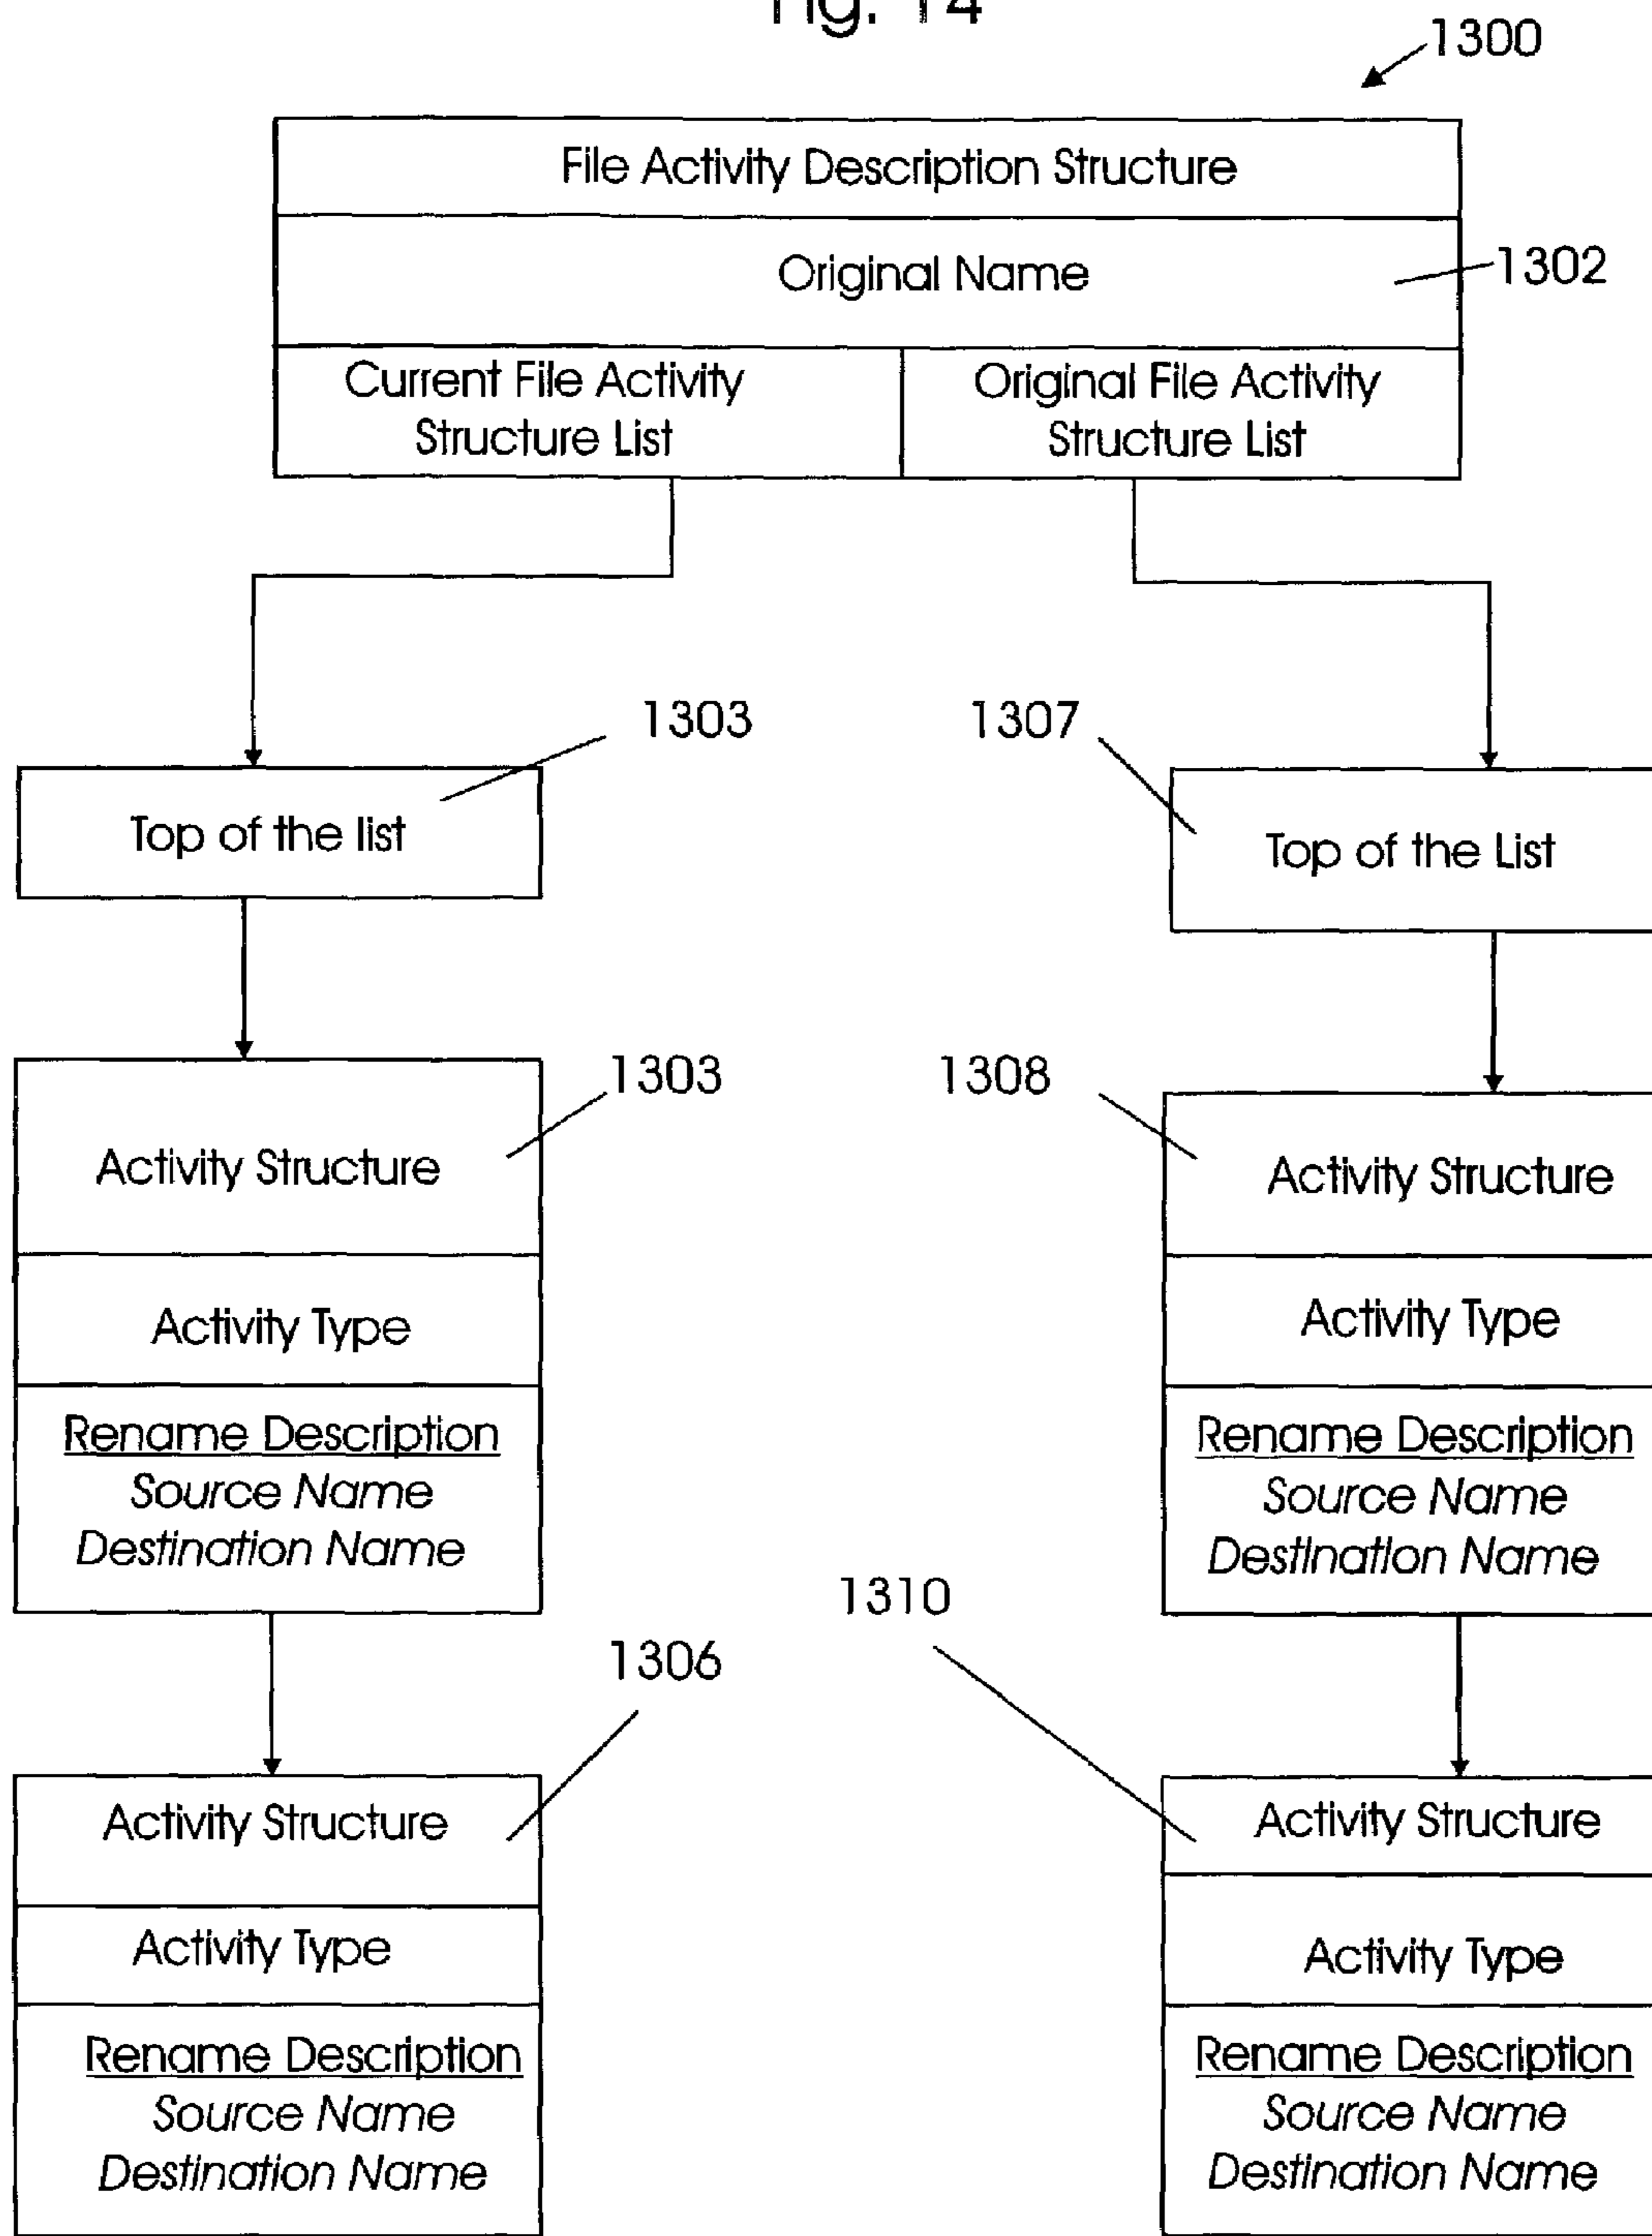 Fig. 14
1300
File Activity Description Structure
Original Name
1302
Current File Activity
Structure List
Original File Activity
Structure List
1303
1307
Top of the list
Top of the List
1303
1308
Activity Structure
Activity Structure
Activity Type
Activity Type
Rename Description
Source Name
Destination Name
Rename Description
Source Name
Destination Name
1310
1306
Activity Structure
Activity Structure
Activity Type
Activity Type
Rename Description
Source Name
Destination Name
Rename Description
Source Name
Destination Name